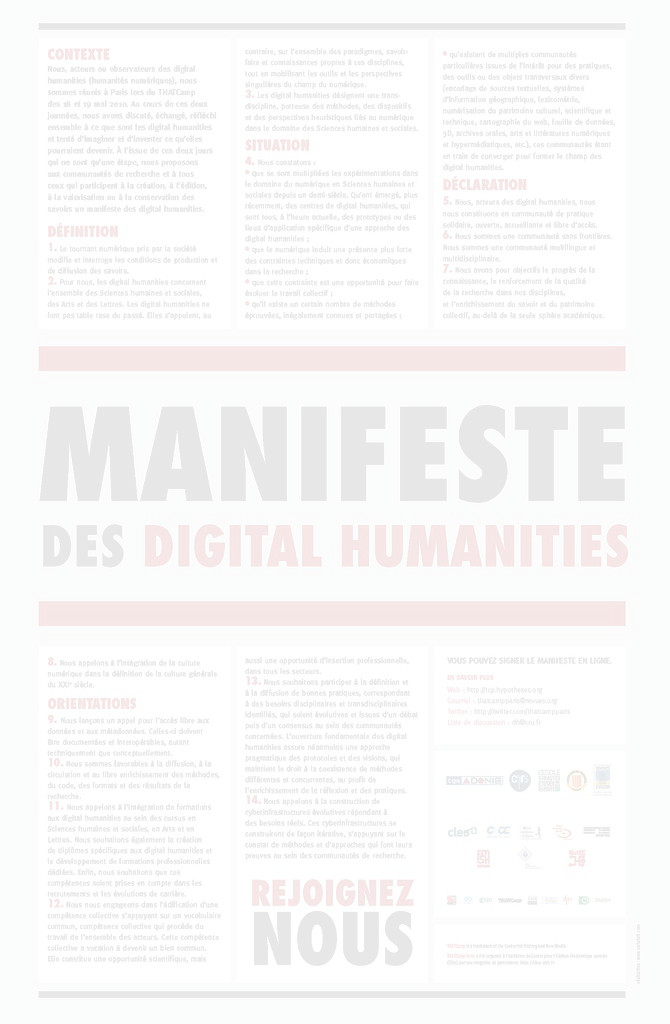 CONTEXTE
Nous, acteurs ou observateurs des digital
humanities (humanités numériques), nous
sommes réunis à Paris lors du THATCamp
des 18 et 19 mai 2010. Au cours de ces deux
journées, nous avons discuté, échangé, réfléchi
ensemble à ce que sont les digital humanities
et tenté d'imaginer et d'inventer ce qu'elles
pourraient devenir. À l'issue de ces deux jours
qui ne sont qu'une étape, nous proposons
aux communautés de recherche et à tous
ceux qui participent à la création, à l'édition,
à la valorisation ou à la conservation des
savoirs un manifeste des digital humanities.
DÉFINITION
1. Le tournant numérique pris par la société
modifie et interroge les conditions de production et
de diffusion des savoirs.
2. Pour nous, les digital humanities concernent
l'ensemble des Sciences humaines et sociales,
des Arts et des Lettres. Les digital humanities ne
font pas table rase du passé. Elles s'appuient, au
contraire, sur l'ensemble des paradigmes, savoir-
faire et connaissances propres à ces disciplines,
tout en mobilisant les outils et les perspectives
singulières du champ du numérique.
3. Les digital humanities désignent une trans-
discipline, porteuse des méthodes, des dispositifs
et des perspectives heuristiques liés au numérique
dans le domaine des Sciences humaines et sociales.
SITUATION
4. Nous constatons :
• que se sont multipliées les expérimentations dans
le domaine du numérique en Sciences humaines et
sociales depuis un demi-siècle. Qu'ont émergé, plus
récemment, des centres de digital humanities, qui
sont tous, à l'heure actuelle, des prototypes ou des
lieux d'application spécifique d'une approche des
digital humanities ;
• que le numérique induit une présence plus forte
des contraintes techniques et donc économiques
dans la recherche ;
• que cette contrainte est une opportunité pour faire
évoluer le travail collectif ;
• qu'il existe un certain nombre de méthodes
éprouvées, inégalement connues et partagées ;
• qu'existent de multiples communautés
particulières issues de l'intérêt pour des pratiques,
des outils ou des objets transversaux divers
(encodage de sources textuelles, systèmes
d'information géographique, lexicométrie,
numérisation du patrimoine culturel, scientifique et
technique, cartographie du web, fouille de données,
3D, archives orales, arts et littératures numériques
et hypermédiatiques, etc.), ces communautés étant
en train de converger pour former le champ des
digital humanities.
DÉCLARATION
5. Nous, acteurs des digital humanities, nous
nous constituons en communauté de pratique
solidaire, ouverte, accueillante et libre d'accès.
6. Nous sommes une communauté sans frontières.
Nous sommes une communauté multilingue et
multidisciplinaire.
7. Nous avons pour objectifs le progrès de la
connaissance, le renforcement de la qualité
de la recherche dans nos disciplines,
et l'enrichissement du savoir et du patrimoine
collectif, au-delà de la seule sphère académique.
MANIFESTE
DES DIGITAL HUMANITIES
8. Nous appelons à l'intégration de la culture
numérique dans la définition de la culture générale
du XXIᵉ siècle.
ORIENTATIONS
9. Nous lançons un appel pour l'accès libre aux
données et aux métadonnées. Celles-ci doivent
être documentées et interopérables, autant
techniquement que conceptuellement.
10. Nous sommes favorables à la diffusion, à la
circulation et au libre enrichissement des méthodes,
du code, des formats et des résultats de la
recherche.
11. Nous appelons à l'intégration de formations
aux digital humanities au sein des cursus en
Sciences humaines et sociales, en Arts et en
Lettres. Nous souhaitons également la création
de diplômes spécifiques aux digital humanities et
le développement de formations professionnelles
dédiées. Enfin, nous souhaitons que ces
compétences soient prises en compte dans les
recrutements et les évolutions de carrière.
12. Nous nous engageons dans l'édification d'une
compétence collective s'appuyant sur un vocabulaire
commun, compétence collective qui procède du
travail de l'ensemble des acteurs. Cette compétence
collective a vocation à devenir un bien commun.
Elle constitue une opportunité scientifique, mais
aussi une opportunité d'insertion professionnelle,
dans tous les secteurs.
13. Nous souhaitons participer à la définition et
à la diffusion de bonnes pratiques, correspondant
à des besoins disciplinaires et transdisciplinaires
identifiés, qui soient évolutives et issues d'un débat
puis d'un consensus au sein des communautés
concernées. L'ouverture fondamentale des digital
humanities assure néanmoins une approche
pragmatique des protocoles et des visions, qui
maintient le droit à la coexistence de méthodes
différentes et concurrentes, au profit de
l'enrichissement de la réflexion et des pratiques.
14. Nous appelons à la construction de
cyberinfrastructures évolutives répondant à
des besoins réels. Ces cyberinfrastructures se
construiront de façon itérative, s'appuyant sur le
constat de méthodes et d'approches qui font leurs
preuves au sein des communautés de recherche.
REJOIGNEZ
NOUS
VOUS POUVEZ SIGNER LE MANIFESTE EN LIGNE.
EN SAVOIR PLUS
Web - http://tcp.hypotheses.org
Courriel - thatcampparis@revues.org
Twitter - http://twitter.com/thatcampparis
Liste de discussion - dh@cru.fr
ADONIS